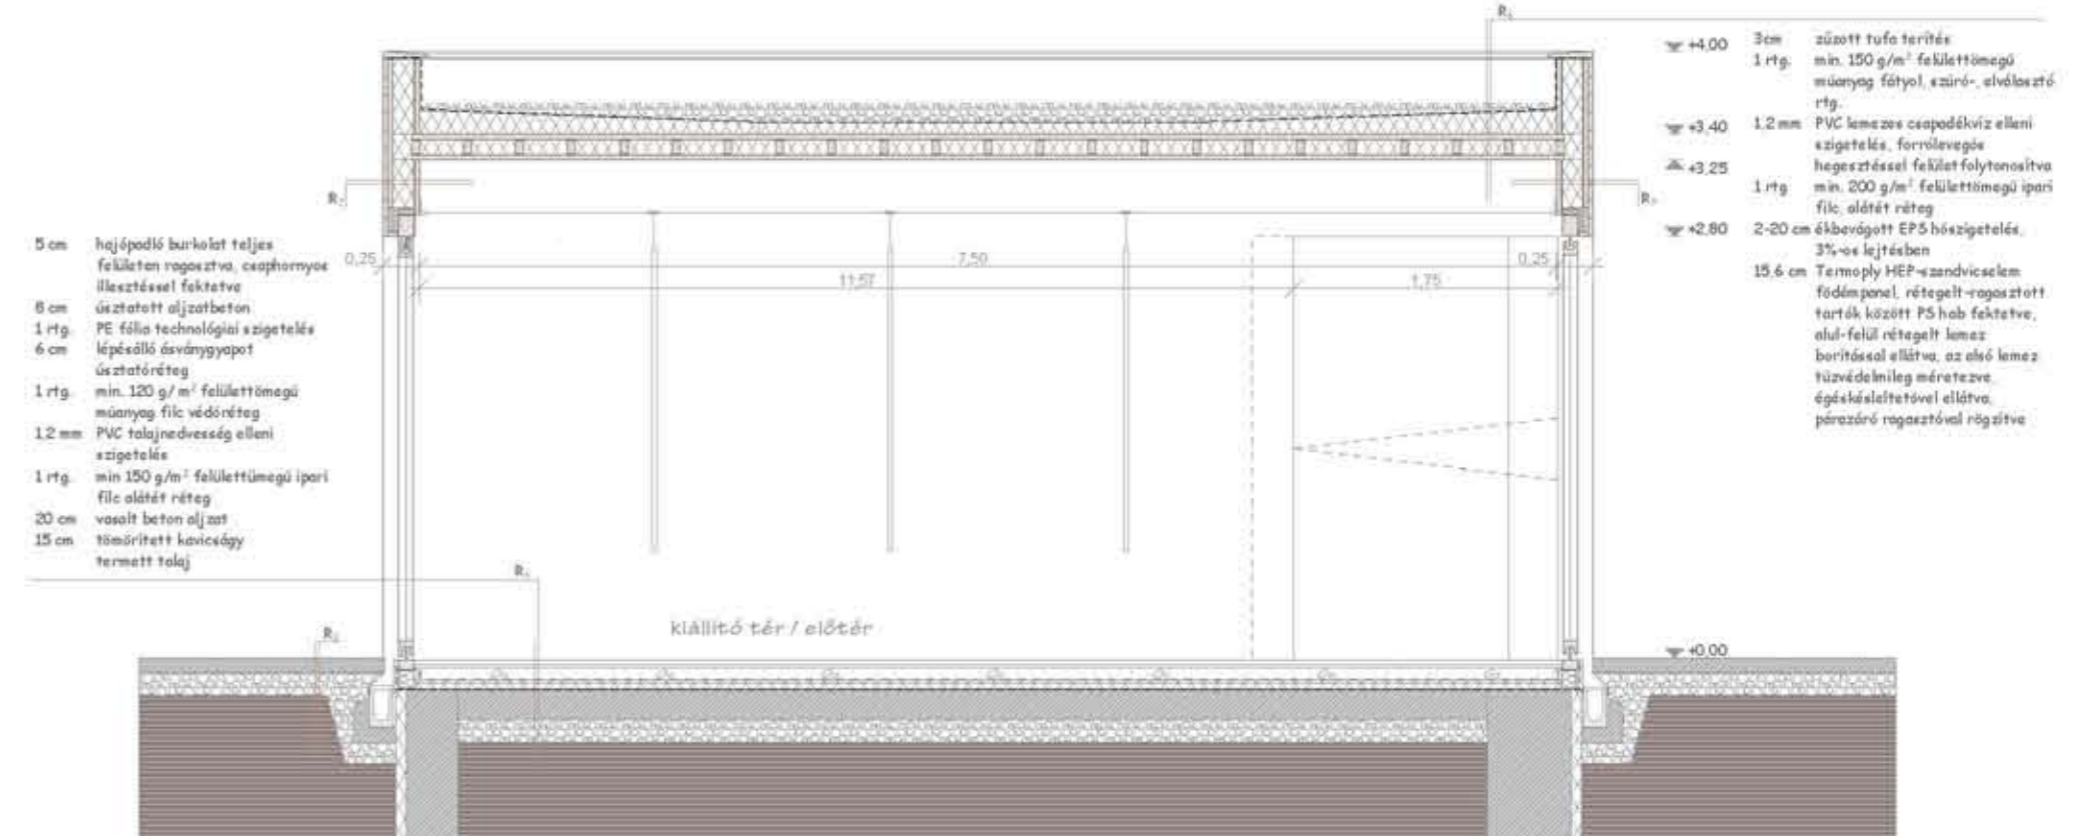 R₅
+4,00
3cm zúzott tufa terítés
1 rtg. min. 150 g/m² felülettömegű
műanyag fátyol, szűrő-, elválasztó
rtg.
+3,40
1,2 mm PVC lemezes csapadékvíz elleni
szigetelés, forrólevegős
+3,25
hegesztéssel felületfolytonosítva
1 rtg min. 200 g/m² felülettömegű ipari
filc, alátét réteg
+2,80
2-20 cm ékbevágott EPS hőszigetelés,
3%-os lejtésben
15,6 cm Termoply HEP-szendvicselem
födémpanel, rétegelt-ragasztott
tartók között PS hab fektetve,
alul-felül rétegelt lemez
borítással ellátva, az alsó lemez
tűzvédelmileg méretezve,
égéskésleltetővel ellátva,
párazáró ragasztóval rögzítve
5 cm hajópadló burkolat teljes
felületen ragasztva, csaphornyos
illesztéssel fektetve
6 cm úsztatott aljzatbeton
1 rtg. PE fólia technológiai szigetelés
6 cm lépésálló ásványgyapot
úsztatóréteg
1 rtg. min. 120 g/ m² felülettömegű
műanyag filc védőréteg
1,2 mm PVC talajnedvesség elleni
szigetelés
1 rtg. min 150 g/m² felülettümegű ipari
filc alátét réteg
20 cm vasalt beton aljzat
15 cm tömörített kavicságy
termett talaj
0,25
7,50
0,25
11,57
1,75
R₁
kiállító tér / előtér
+0,00